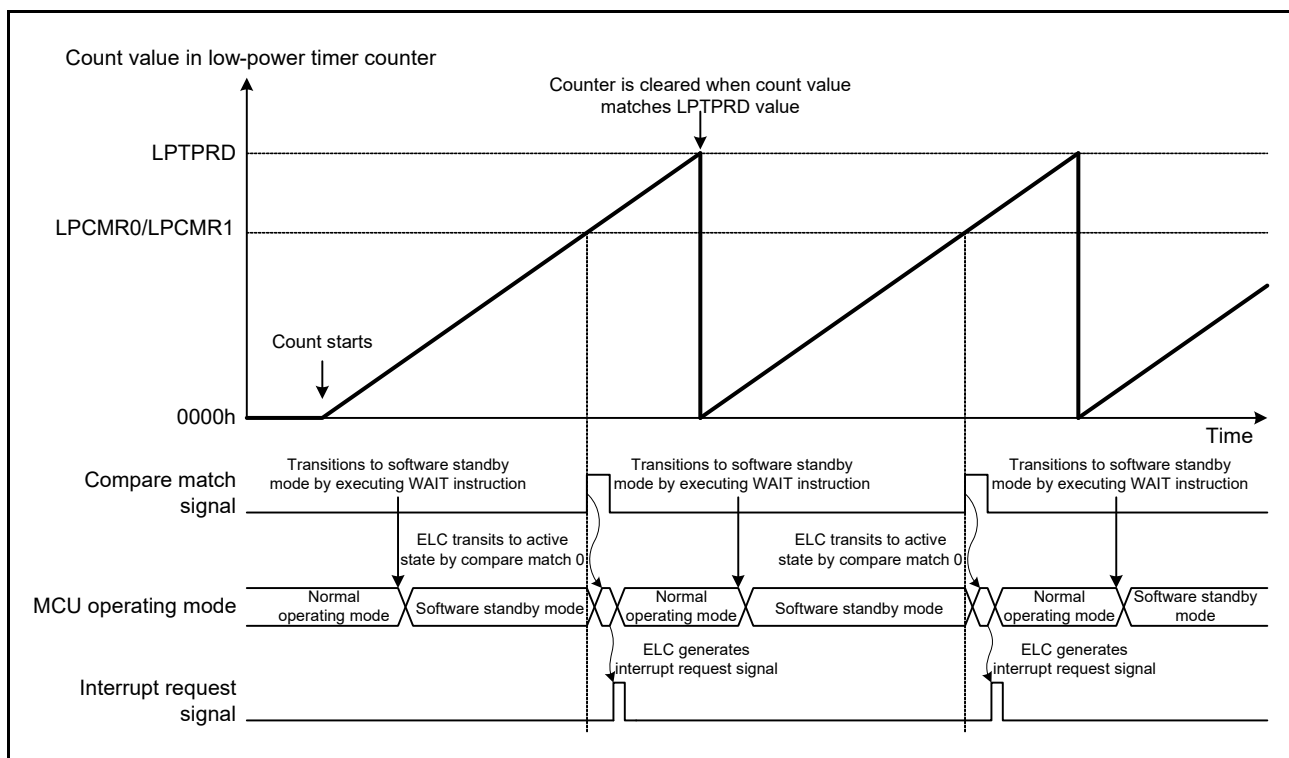 Count value in low-power timer counter
Counter is cleared when count value
matches LPTPRD value
LPTPRD
LPCMR0/LPCMR1
Count starts
0000h
Time
Compare match
signal
Transitions to software standby
mode by executing WAIT instruction
Transitions to software standby
mode by executing WAIT instruction
Transitions to software standby
mode by executing WAIT instruction
ELC transits to active
state by compare match 0
ELC transits to active
state by compare match 0
MCU operating mode
Normal
operating mode
Software standby mode
Normal
operating mode
Software standby mode
Normal
operating mode
Software standby
mode
ELC generates
interrupt request signal
ELC generates
interrupt request signal
Interrupt request
signal